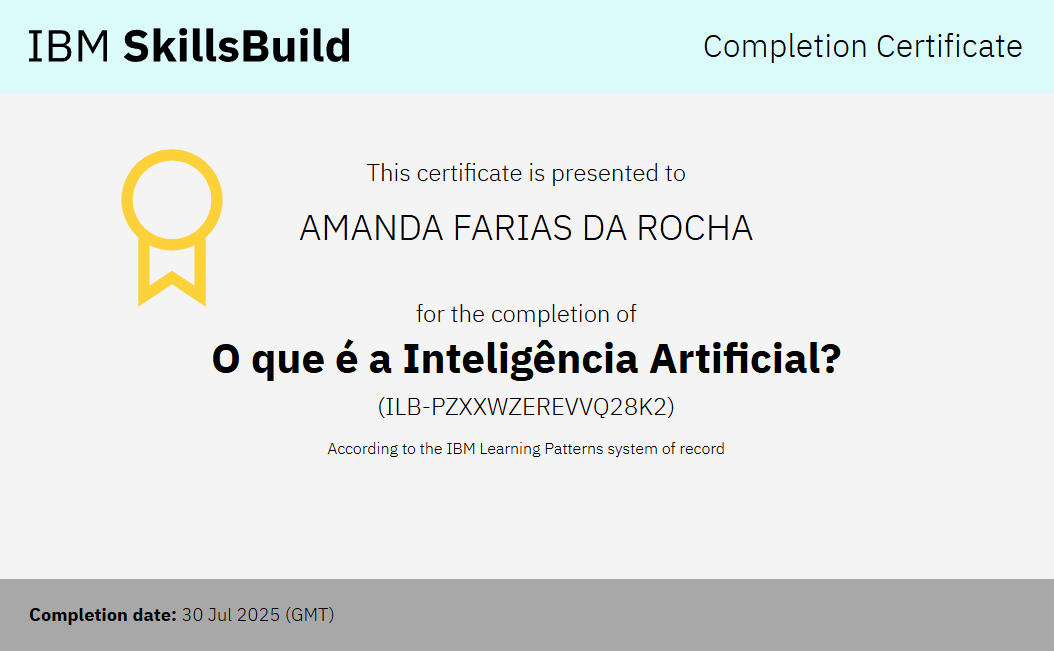 IBM SkillsBuild
Completion Certificate
This certificate is presented to
AMANDA FARIAS DA ROCHA
for the completion of
O que é a Inteligência Artificial?
(ILB-PZXXWZEREVVQ28K2)
According to the IBM Learning Patterns system of record
Completion date: 30 Jul 2025 (GMT)